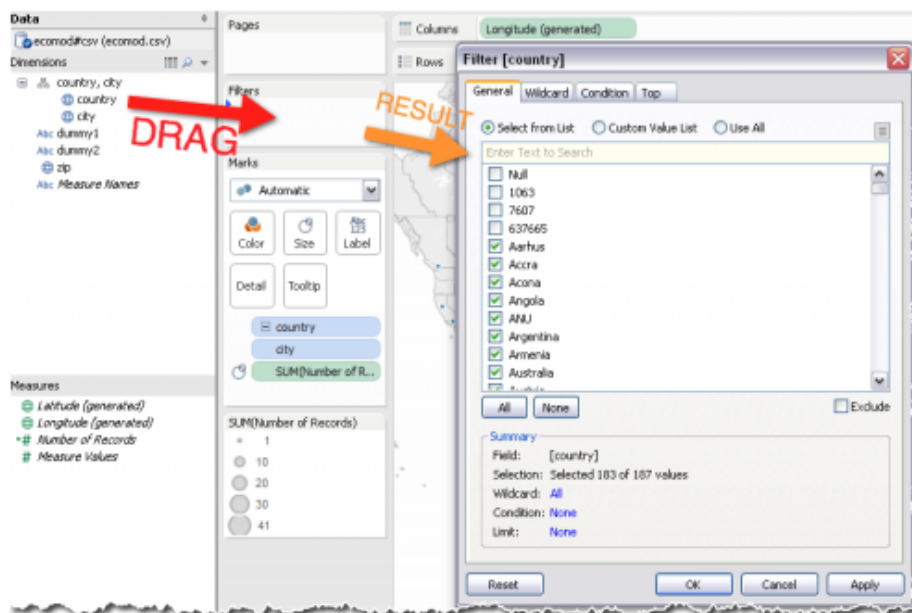 Data
ecomod#csv (ecomod.csv)
Dimensions
country, city
country
city
Abc dummy1
Abc dummy2
zip
Abc Measure Names
Measures
Latitude (generated)
Longitude (generated)
# Number of Records
# Measure Values
DRAG
RESULT
Pages
Filters
Marks
Automatic
Color
Size
Abc
123
Label
Detail
Tooltip
country
city
SUM(Number of R...
SUM(Number of Records)
1
10
20
30
41
Columns
Longitude (generated)
Rows
Filter [country]
General Wildcard Condition Top
Select from List Custom Value List Use All
Enter Text to Search
Null
1063
7607
637665
Aarhus
Accra
Acona
Angola
ANU
Argentina
Armenia
Australia
Austria
All None Exclude
Summary
Field: [country]
Selection: Selected 183 of 187 values
Wildcard: All
Condition: None
Limit: None
Reset OK Cancel Apply